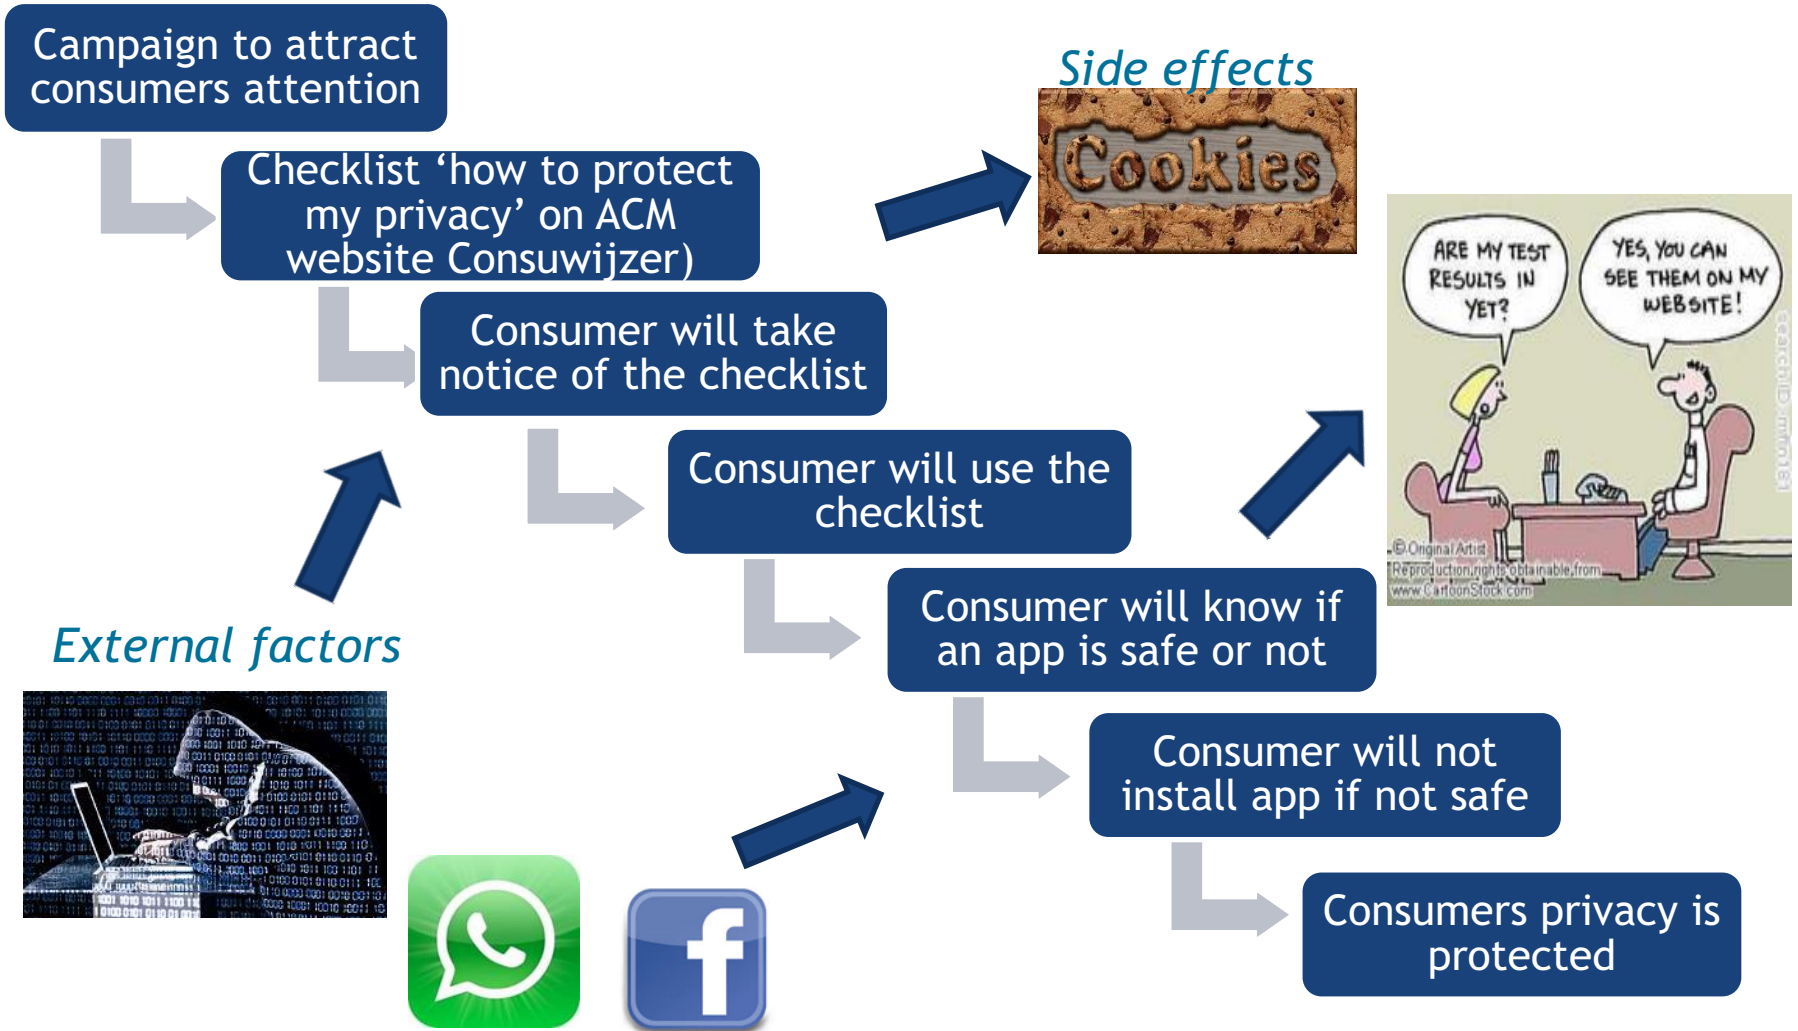 Campaign to attract
consumers attention
Checklist ‘how to protect
my privacy’ on ACM
website Consuwijzer)
Consumer will take
notice of the checklist
Consumer will use the
checklist
Consumer will know if
an app is safe or not
Consumer will not
install app if not safe
Consumers privacy is
protected
Side effects
Cookies
ARE MY TEST
RESULTS IN
YET?
YES, YOU CAN
SEE THEM ON MY
WEBSITE!
© Original Artist
Reproduction rights obtainable from
www.CartoonStock.com
External factors
f